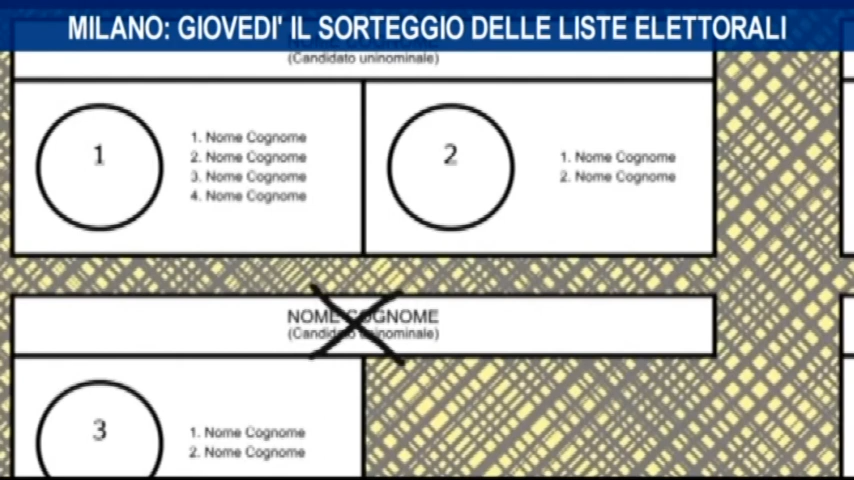 MILANO: GIOVEDI' IL SORTEGGIO DELLE LISTE ELETTORALI
NOME COGNOME
(Candidato uninominale)
1
1. Nome Cognome
2. Nome Cognome
3. Nome Cognome
4. Nome Cognome
2
1. Nome Cognome
2. Nome Cognome
NOME COGNOME
(Candidato uninominale)
3
1. Nome Cognome
2. Nome Cognome